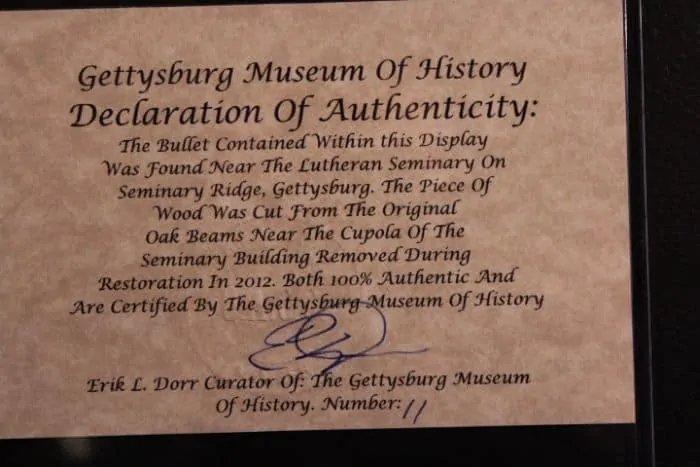 Gettysburg Museum Of History
Declaration Of Authenticity:
The Bullet Contained Within this Display
Was Found Near The Lutheran Seminary On
Seminary Ridge, Gettysburg. The Piece Of
Wood Was Cut From The Original
Oak Beams Near The Cupola Of The
Seminary Building Removed During
Restoration In 2012. Both 100% Authentic And
Are Certified By The Gettysburg Museum Of History
Erik L. Dorr Curator Of: The Gettysburg Museum
Of History. Number: 11